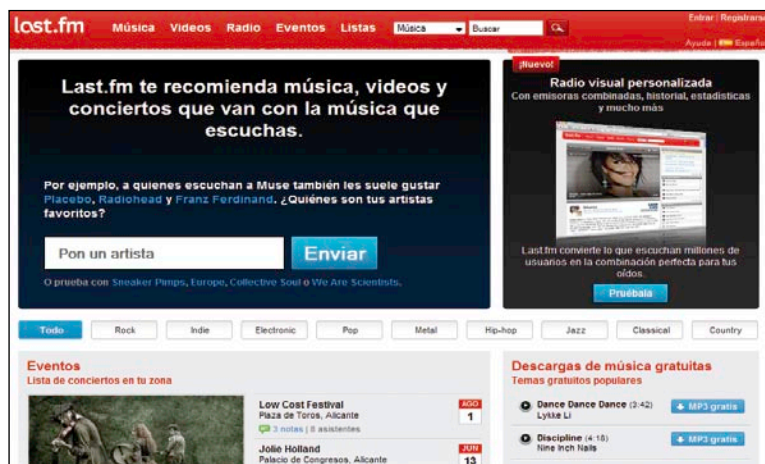 last.fm
Música Videos Radio Eventos Listas Música Buscar
Entrar | Registrarse
Ayuda | Español
Last.fm te recomienda música, videos y
conciertos que van con la música que
escuchas.
Por ejemplo, a quienes escuchan a Muse también les suele gustar
Placebo, Radiohead y Franz Ferdinand. ¿Quiénes son tus artistas
favoritos?
Pon un artista Enviar
O prueba con Sneaker Pimps, Europe, Collective Soul o We Are Scientists.
¡Nuevo!
Radio visual personalizada
Con emisoras combinadas, historial, estadísticas
y mucho más
Last.fm convierte lo que escuchan millones de
usuarios en la combinación perfecta para tus
oídos.
Pruébala
Todo Rock Indie Electronic Pop Metal Hip-hop Jazz Classical Country
Eventos
Lista de conciertos en tu zona
Low Cost Festival
Plaza de Toros, Alicante
3 notas | 8 asistentes
AGO
1
Jolie Holland
Palacio de Congresos, Alicante
JUN
13
Descargas de música gratuitas
Temas gratuitos populares
Dance Dance Dance (3:42)
Lykke Li
MP3 gratis
Discipline (4:18)
Nine Inch Nails
MP3 gratis